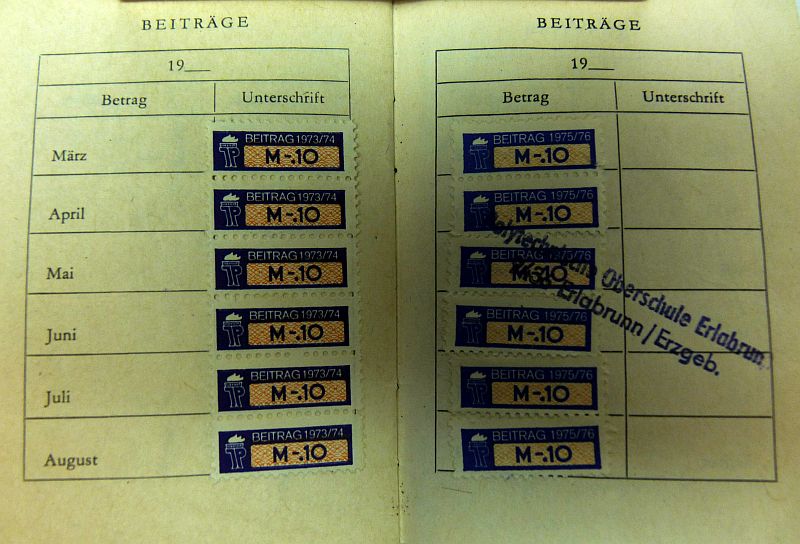 BEITRÄGE
19__
Betrag Unterschrift
März BEITRAG 1973/74
M-.10
April BEITRAG 1973/74
M-.10
Mai BEITRAG 1973/74
M-.10
Juni BEITRAG 1973/74
M-.10
Juli BEITRAG 1973/74
M-.10
August BEITRAG 1973/74
M-.10
BEITRÄGE
19__
Betrag Unterschrift
BEITRAG 1975/76
M-.10
BEITRAG 1975/76
M-.10
BEITRAG 1975/76
M-.10
BEITRAG 1975/76
M-.10
BEITRAG 1975/76
M-.10
BEITRAG 1975/76
M-.10
Oberschule Erlabrunn
Erlabrunn/Erzgeb.